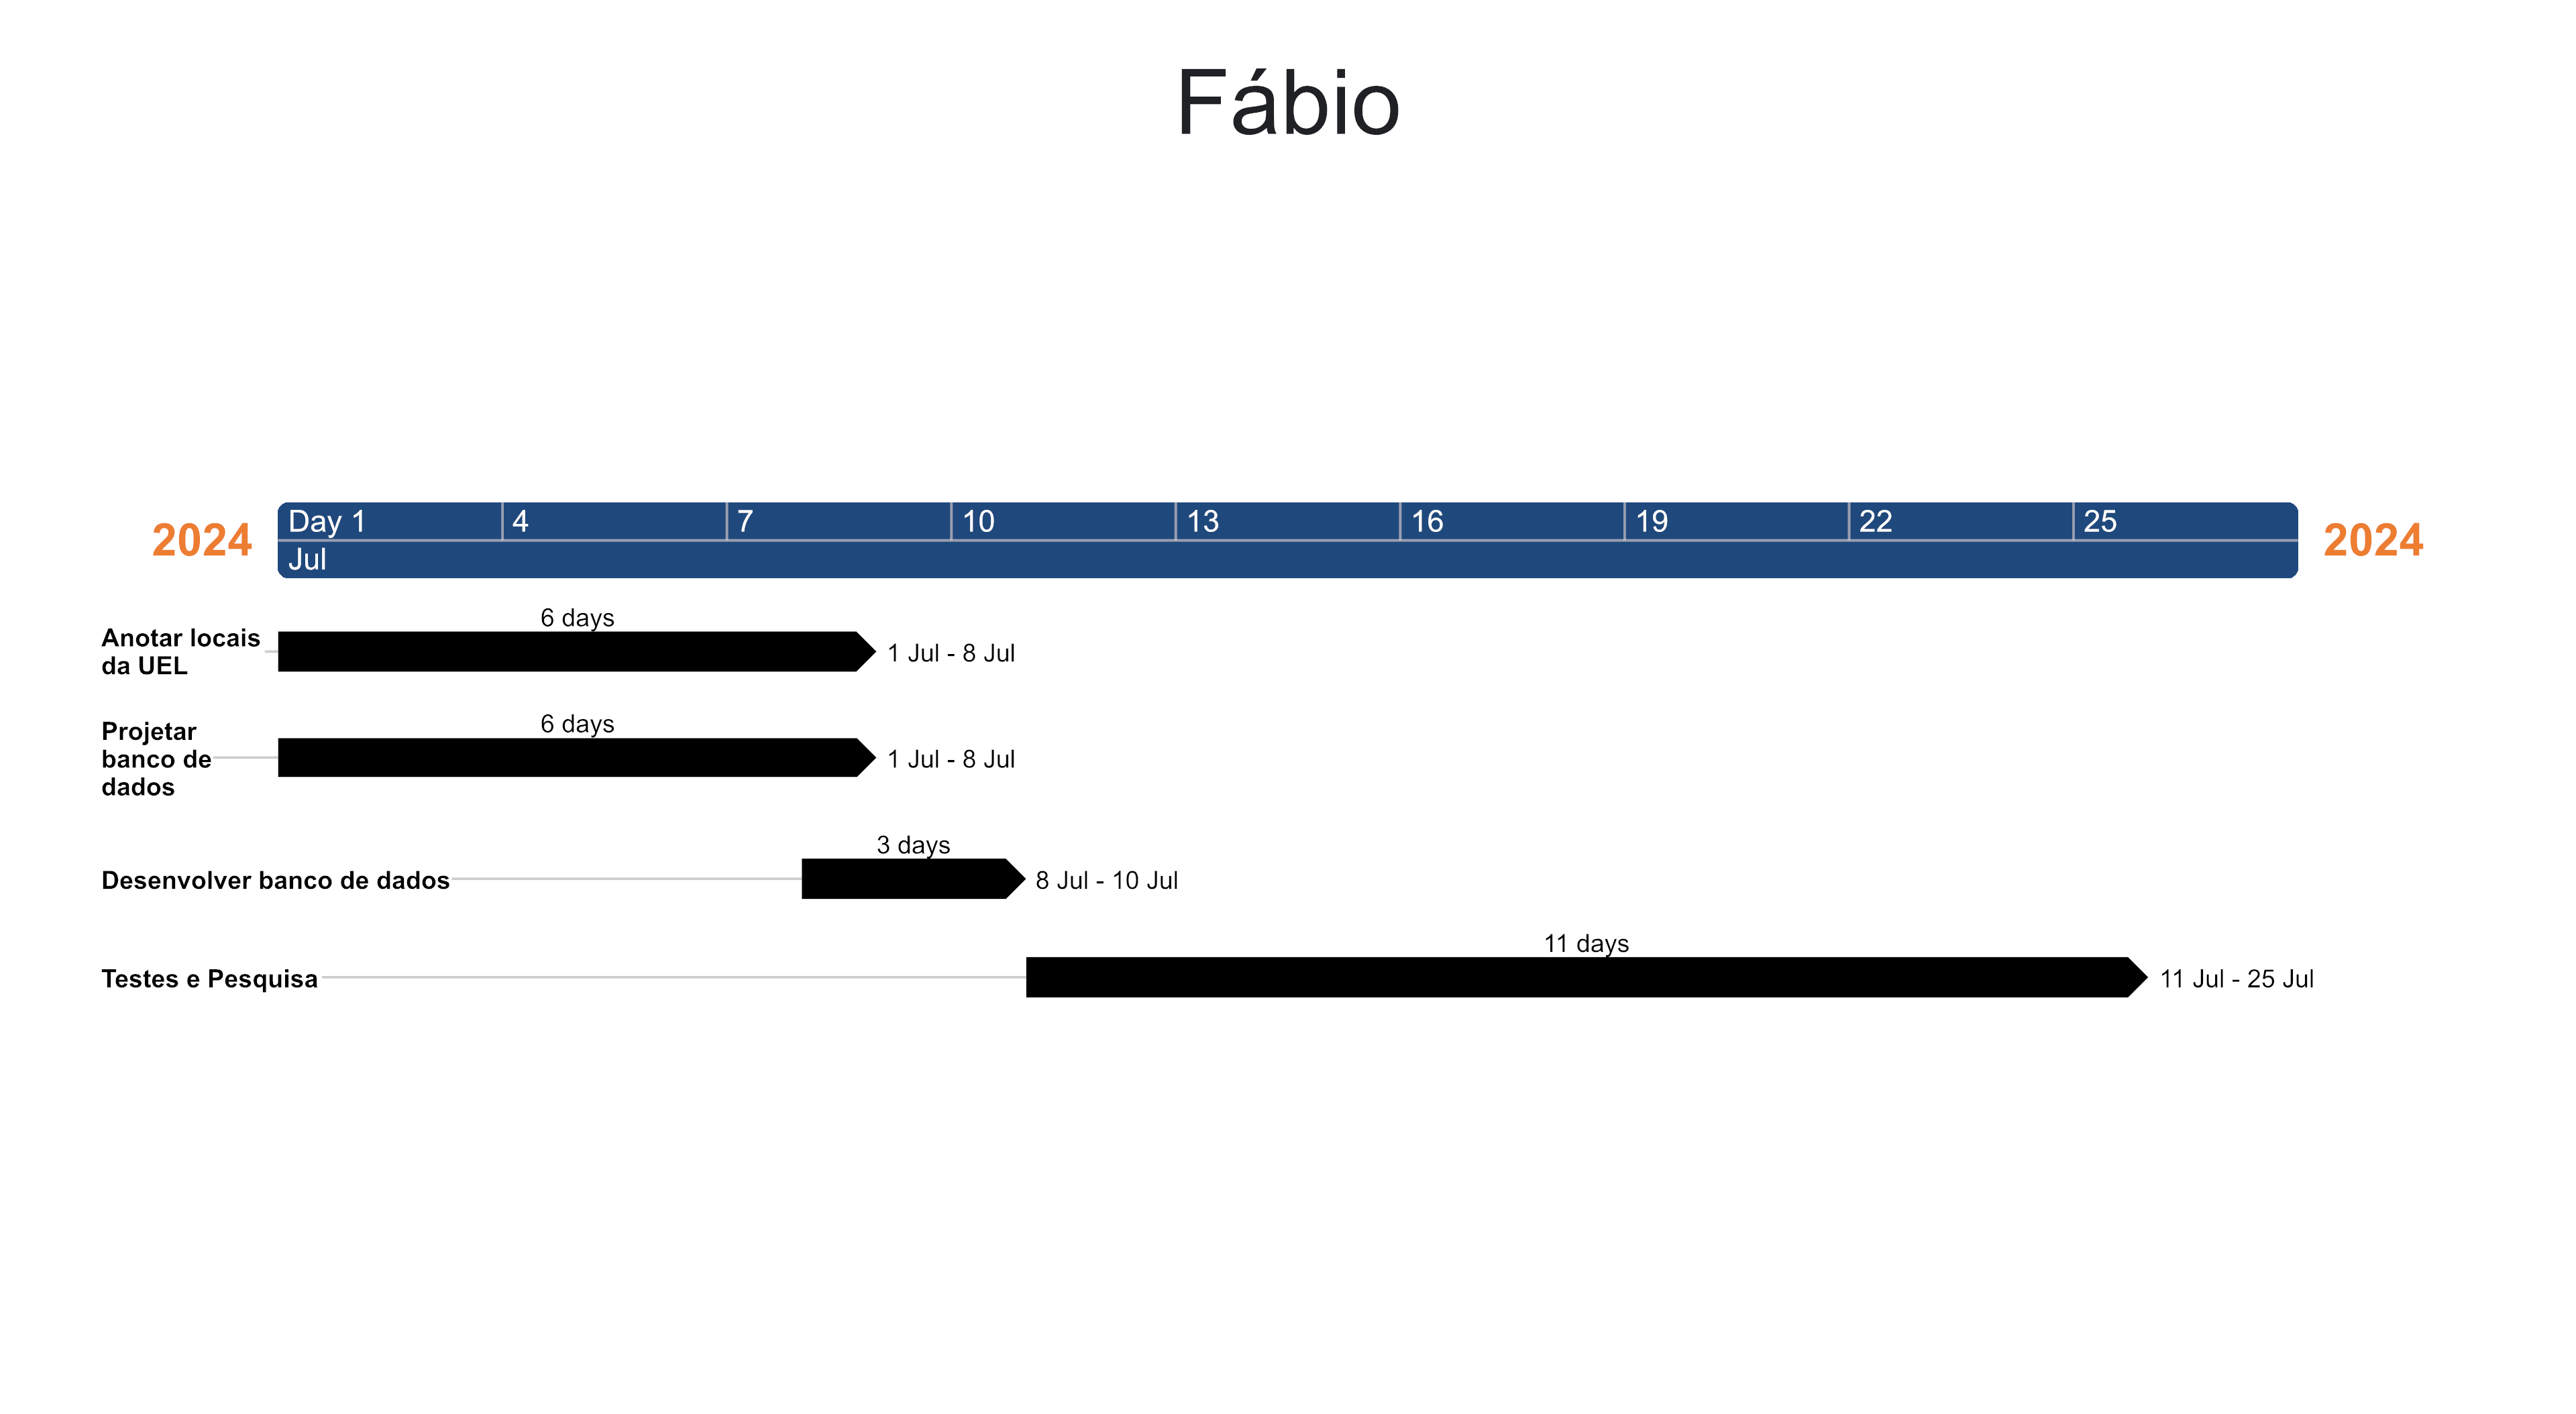 Fábio
2024
Day 1 4 7 10 13 16 19 22 25
Jul
2024
6 days
Anotar locais
da UEL
1 Jul - 8 Jul
6 days
Projetar
banco de
dados
1 Jul - 8 Jul
3 days
Desenvolver banco de dados
8 Jul - 10 Jul
11 days
Testes e Pesquisa
11 Jul - 25 Jul